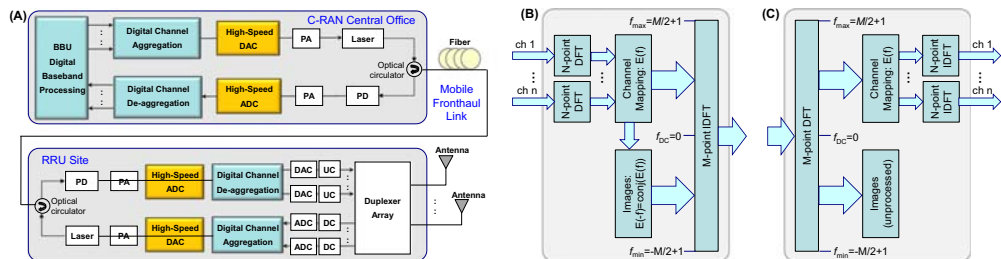 (A)
C-RAN Central Office
BBU
Digital
Baseband
Processing
Digital Channel
Aggregation
High-Speed
DAC
PA
Laser
Optical
circulator
Fiber
Mobile
Fronthaul
Link
Digital Channel
De-aggregation
High-Speed
ADC
PA
PD
RRU Site
PD
PA
High-Speed
ADC
Digital Channel
De-aggregation
DAC
UC
DAC
UC
Duplexer
Array
Antenna
Antenna
Optical
circulator
Laser
PA
High-Speed
DAC
Digital Channel
Aggregation
ADC
DC
ADC
DC
(B)
fmax=M/2+1
ch 1
ch n
N-point
DFT
N-point
DFT
Channel
Mapping: E(f)
fDC=0
Images:
E(-f)=conj(E(f))
M-point IDFT
fmin=-M/2+1
(C)
fmax=M/2+1
M-point DFT
Channel
Mapping: E(f)
N-point
IDFT
N-point
IDFT
ch 1
ch n
fDC=0
Images
(unprocessed)
fmin=-M/2+1